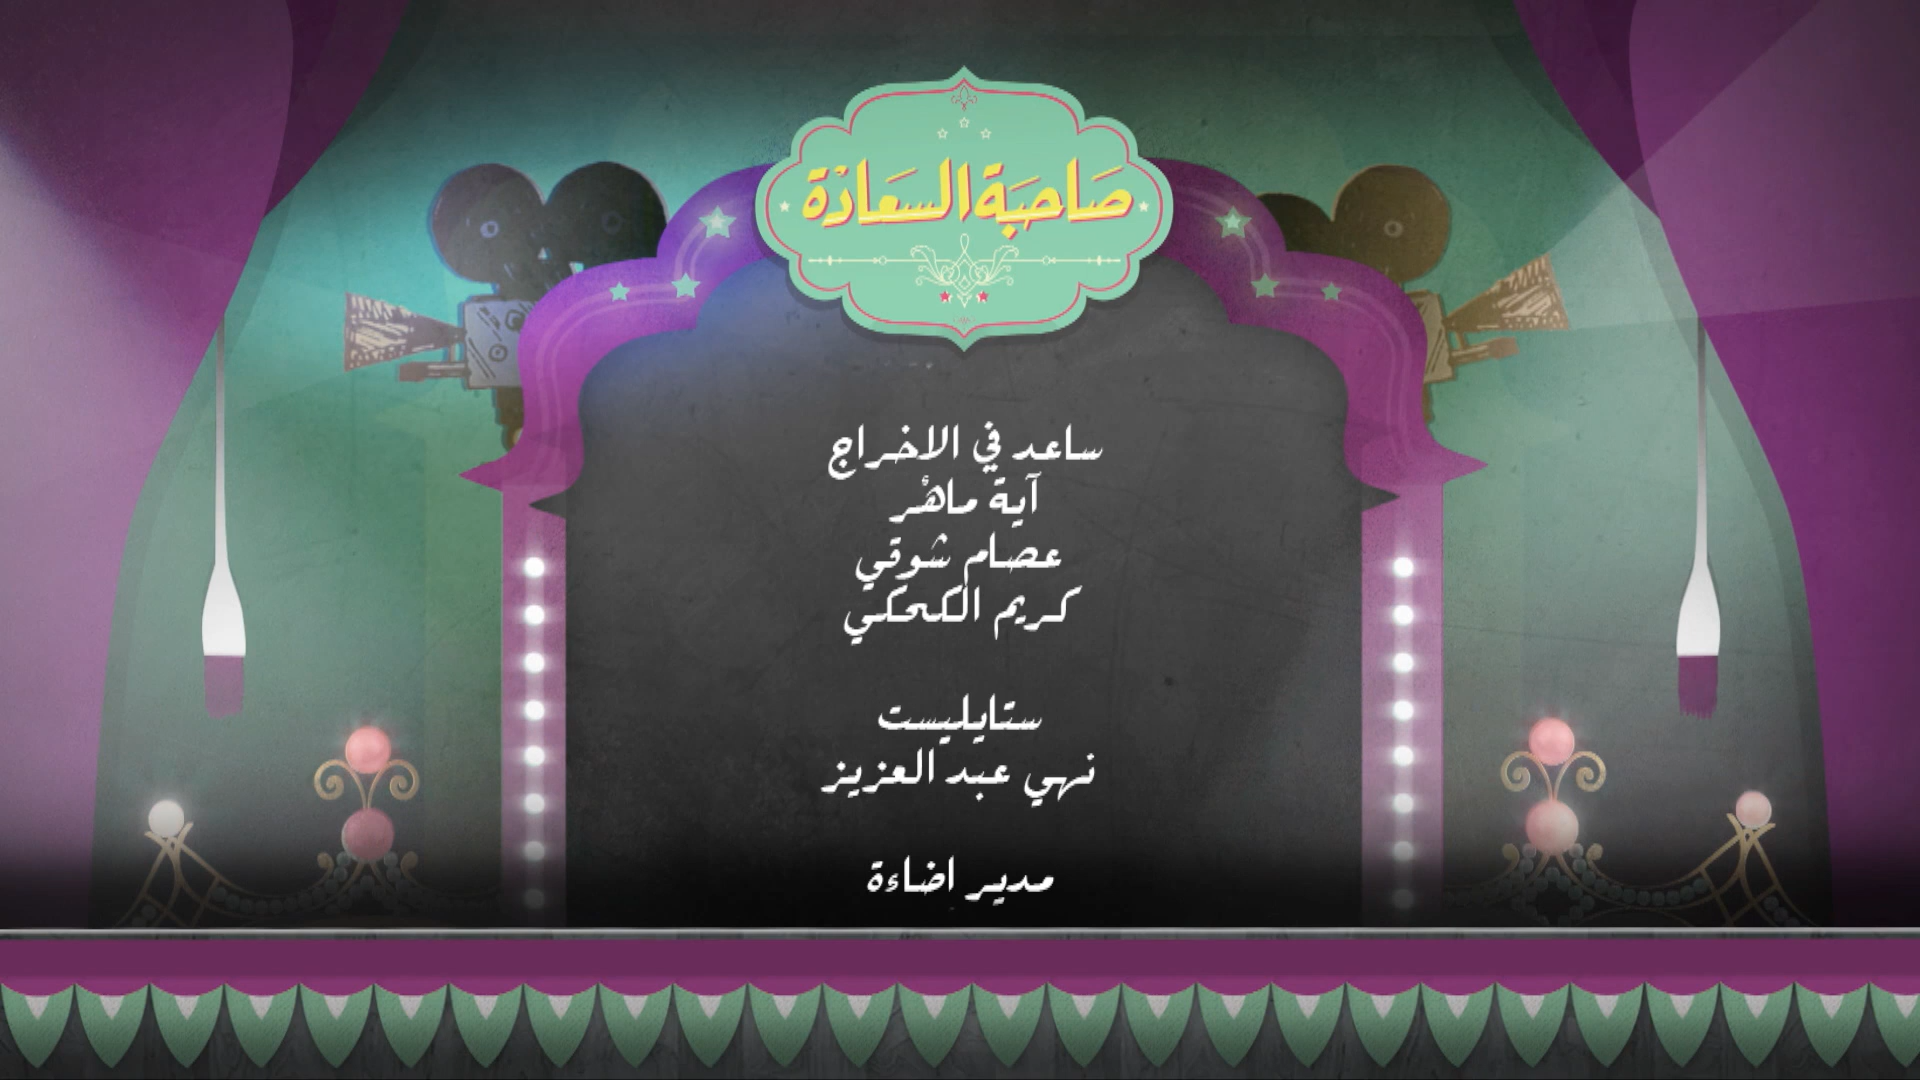 صاحبة السعادة
ساعد في الاخراج
آية ماهر
عصام شوقي
كريم الكحكي
ستايليست
نهي عبد العزيز
مدير اضاءة